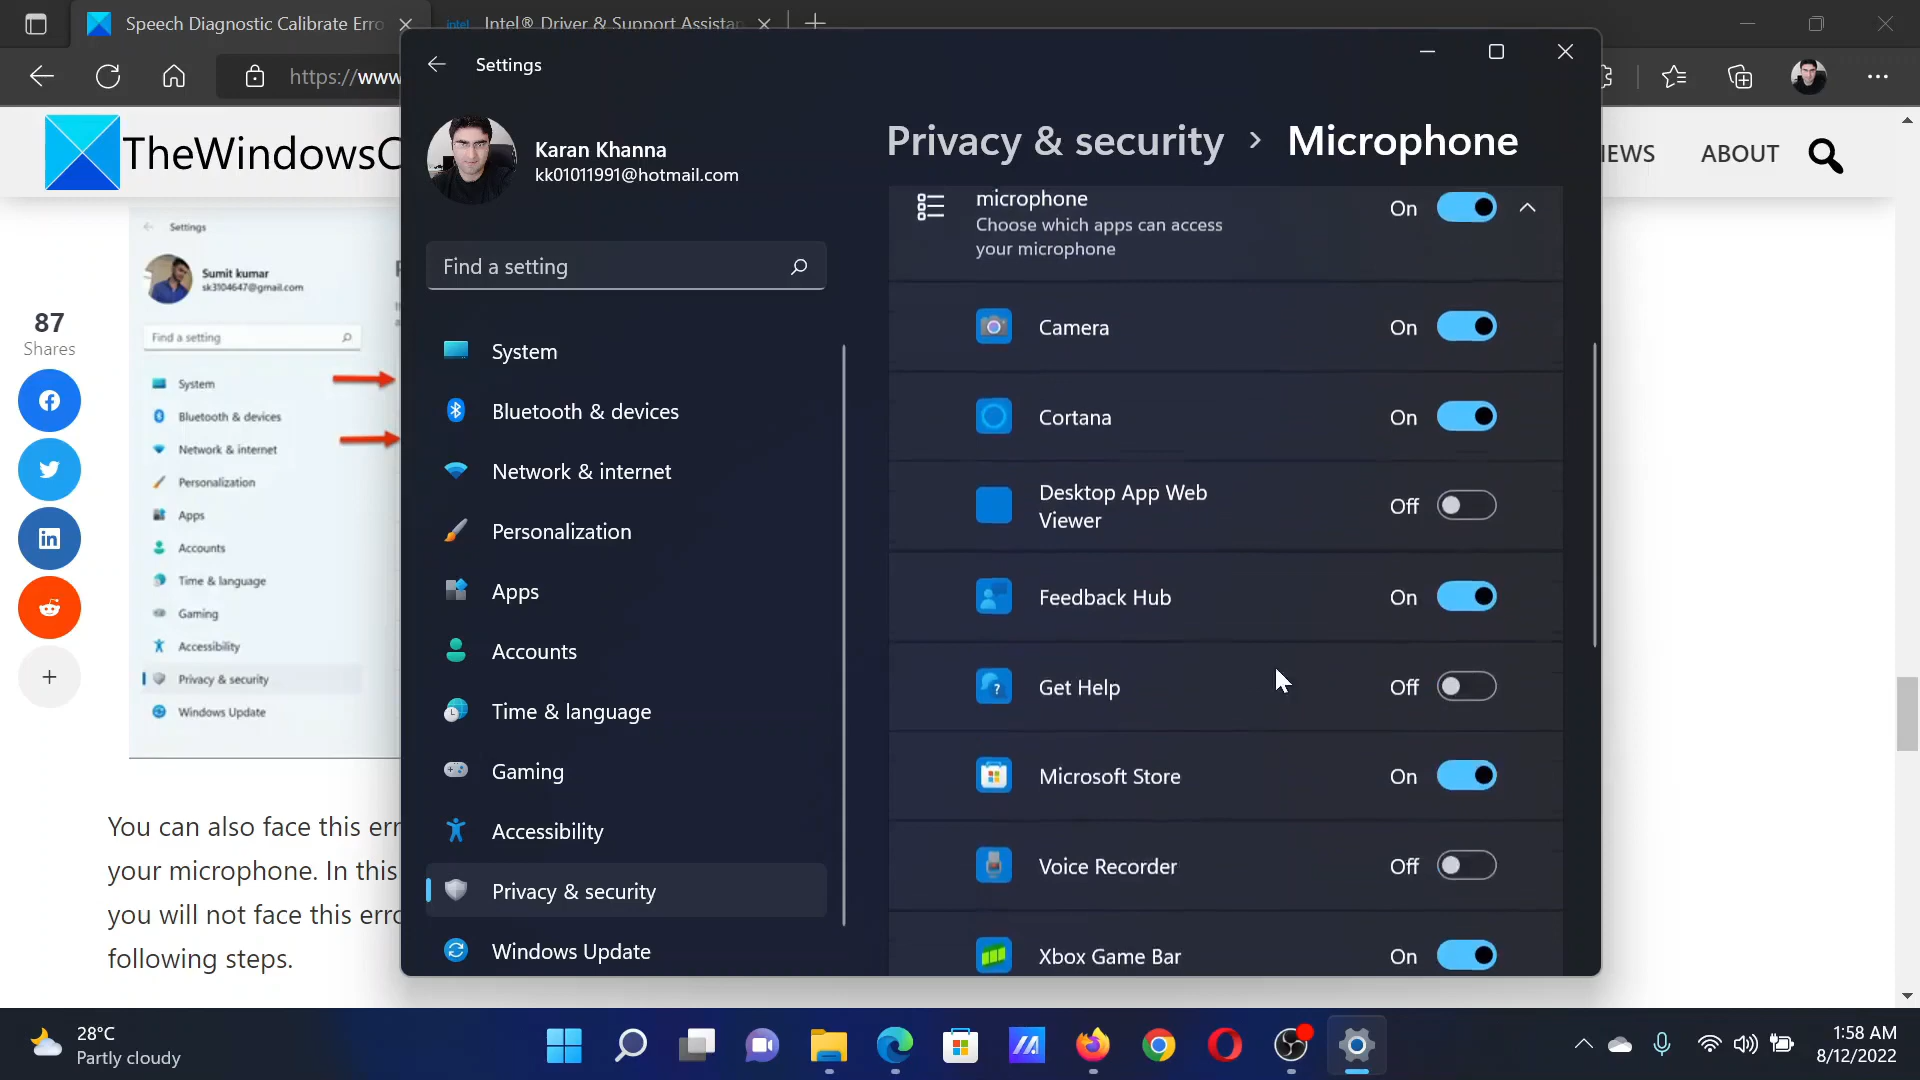 Speech Diagnostic Calibrate Erro
Intel® Driver & Support Assistan
https://www
Settings
TheWindowsC
IEWS
ABOUT
Karan Khanna
kk01011991@hotmail.com
Find a setting
System
Bluetooth & devices
Network & internet
Personalization
Apps
Accounts
Time & language
Gaming
Accessibility
Privacy & security
Windows Update
Privacy & security > Microphone
microphone
Choose which apps can access
your microphone
On
Camera On
Cortana On
Desktop App Web
Viewer
Off
Feedback Hub On
Get Help Off
Microsoft Store On
Voice Recorder Off
Xbox Game Bar On
87
Shares
Settings
Sumit kumar
sk3104647@gmail.com
Find a setting
System
Bluetooth & devices
Network & internet
Personalization
Apps
Accounts
Time & language
Gaming
Accessibility
Privacy & security
Windows Update
You can also face this err
your microphone. In this
you will not face this erro
following steps.
28°C
Partly cloudy
1:58 AM
8/12/2022